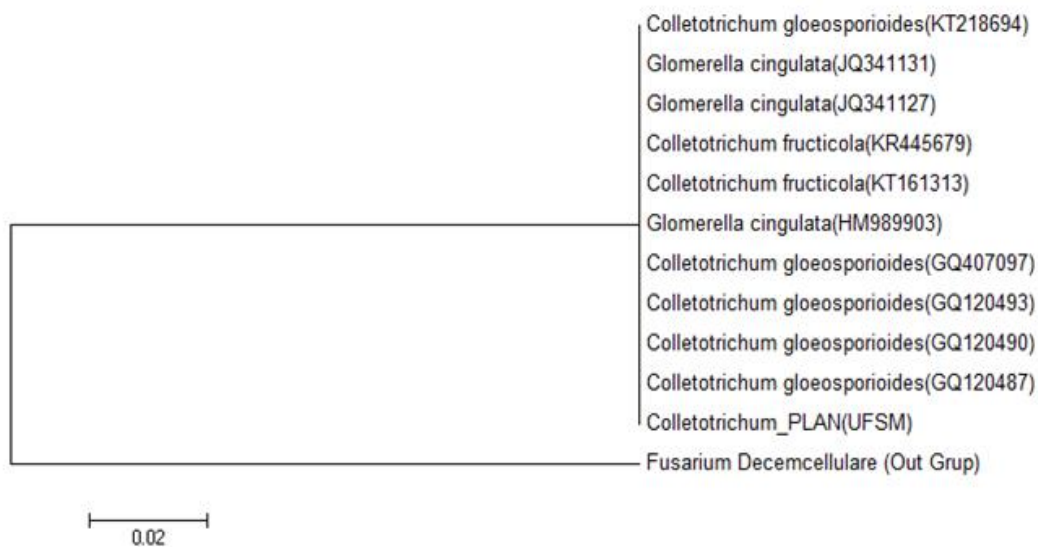 Colletotrichum gloeosporioides(KT218694)
Glomerella cingulata(JQ341131)
Glomerella cingulata(JQ341127)
Colletotrichum fructicola(KR445679)
Colletotrichum fructicola(KT161313)
Glomerella cingulata(HM989903)
Colletotrichum gloeosporioides(GQ407097)
Colletotrichum gloeosporioides(GQ120493)
Colletotrichum gloeosporioides(GQ120490)
Colletotrichum gloeosporioides(GQ120487)
Colletotrichum_PLAN(UFSM)
Fusarium Decemcellulare (Out Grup)
0.02